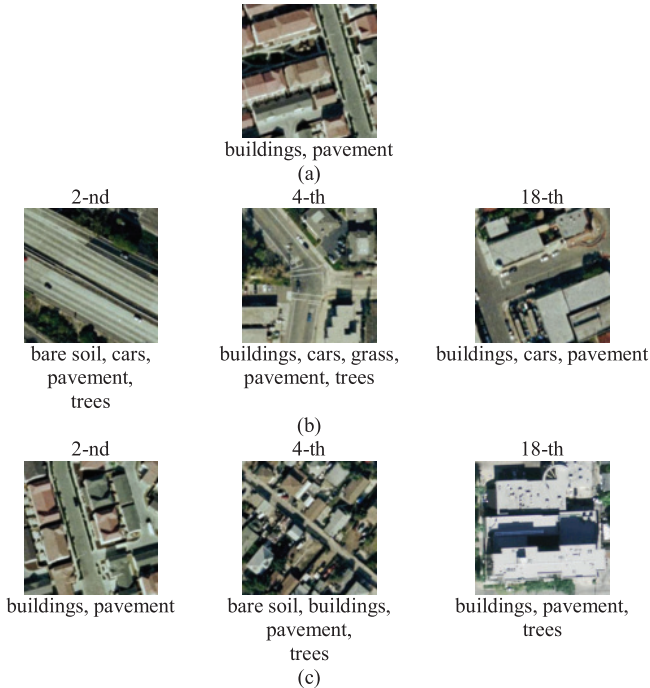 buildings, pavement
(a)
2-nd 4-th 18-th
bare soil, cars,
pavement,
trees
buildings, cars, grass,
pavement, trees
buildings, cars, pavement
(b)
2-nd 4-th 18-th
buildings, pavement
bare soil, buildings,
pavement,
trees
buildings, pavement,
trees
(c)